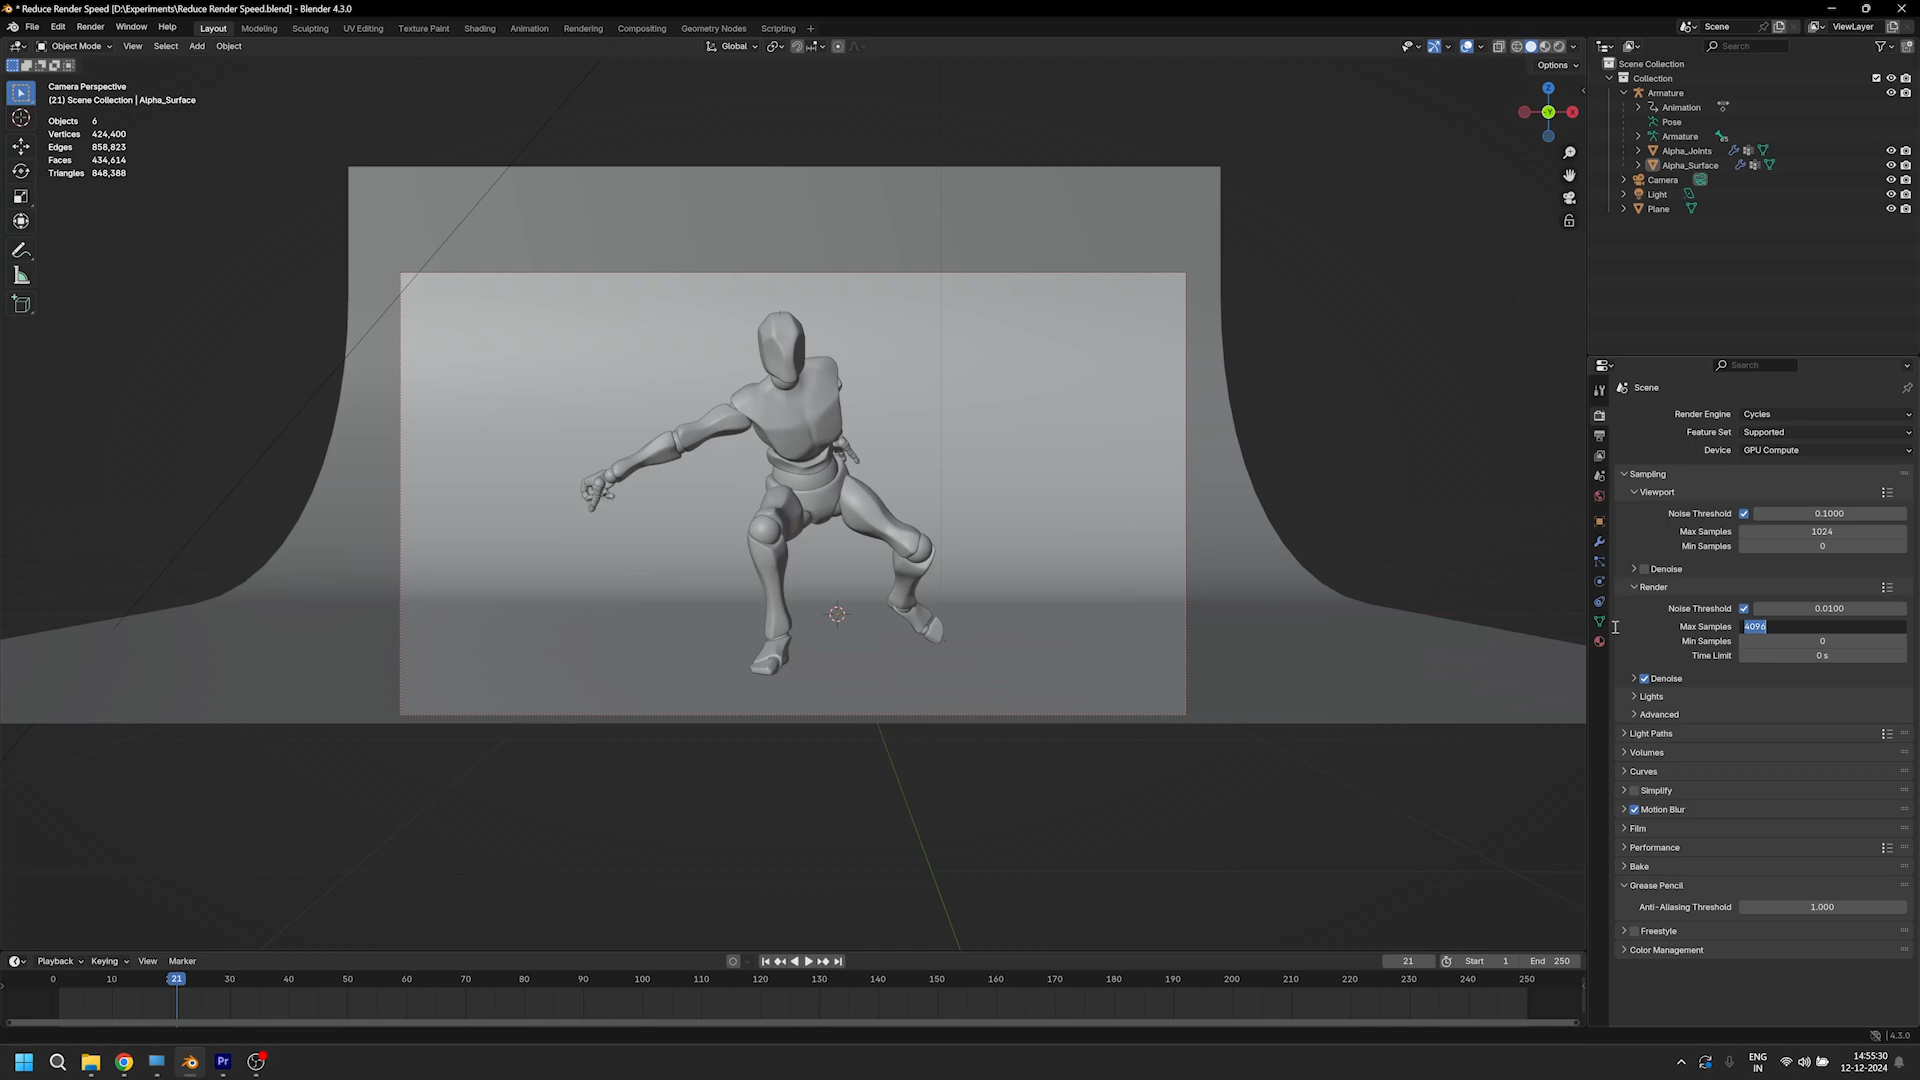 * Reduce Render Speed [D:\Experiments\Reduce Render Speed.blend] - Blender 4.3.0
File Edit Render Window Help Layout Modeling Sculpting UV Editing Texture Paint Shading Animation Rendering Compositing Geometry Nodes Scripting + Scene ViewLayer
Object Mode View Select Add Object Global Search
Options
Camera Perspective
(21) Scene Collection | Alpha_Surface
Objects 6
Vertices 424,400
Edges 858,823
Faces 434,614
Triangles 848,388
Z
X
Y
Scene Collection
Collection
Armature
Animation
Pose
Armature
Alpha_Joints
Alpha_Surface
Camera
Light
Plane
Search
Scene
Render Engine Cycles
Feature Set Supported
Device GPU Compute
Sampling
Viewport
Noise Threshold 0.1000
Max Samples 1024
Min Samples 0
Denoise
Render
Noise Threshold 0.0100
Max Samples 4096
Min Samples 0
Time Limit 0 s
Denoise
Lights
Advanced
Light Paths
Volumes
Curves
Simplify
Motion Blur
Film
Performance
Bake
Grease Pencil
Anti-Aliasing Threshold 1.000
Freestyle
Color Management
Playback Keying View Marker 21 Start 1 End 250
0 10 21 30 40 50 60 70 80 90 100 110 120 130 140 150 160 170 180 190 200 210 220 230 240 250
4.3.0
Pr
ENG
IN
14:55:30
12-12-2024